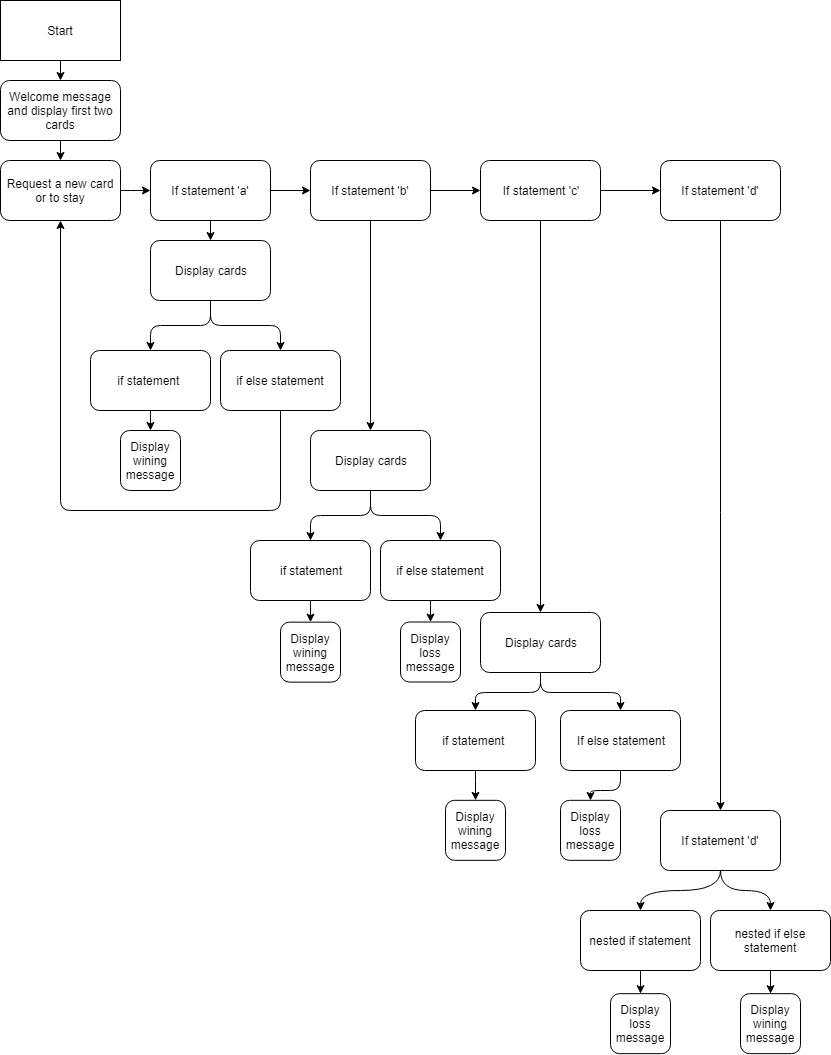 Start
Welcome message
and display first two
cards
Request a new card
or to stay
If statement 'a'
If statement 'b'
If statement 'c'
If statement 'd'
Display cards
if statement
if else statement
Display
wining
message
Display cards
if statement
if else statement
Display
wining
message
Display
loss
message
Display cards
if statement
If else statement
Display
wining
message
Display
loss
message
If statement 'd'
nested if statement
nested if else
statement
Display
loss
message
Display
wining
message